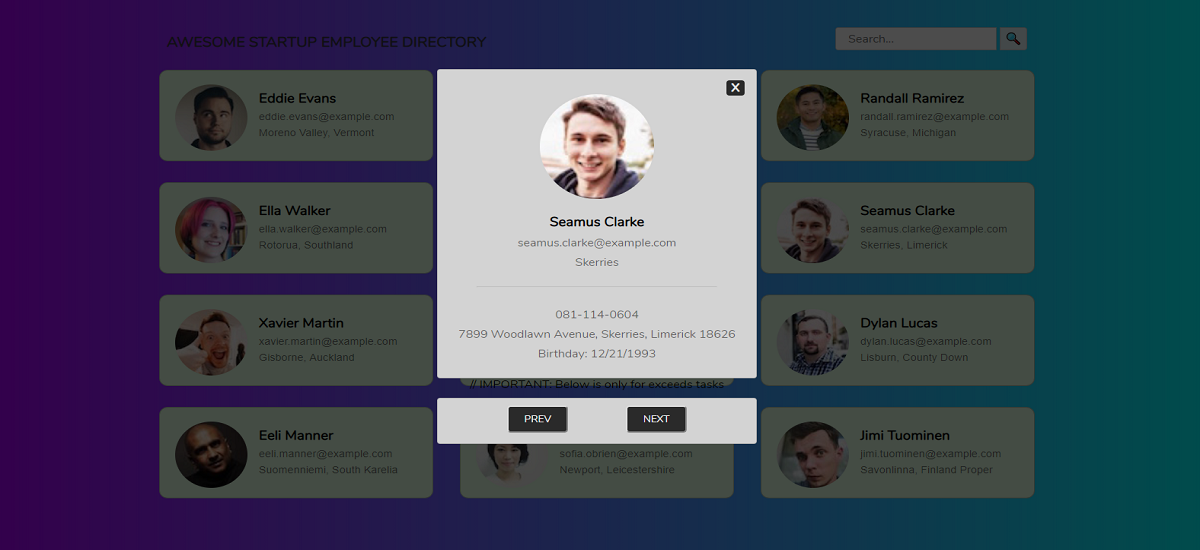 AWESOME STARTUP EMPLOYEE DIRECTORY
Search...
Eddie Evans
eddie.evans@example.com
Moreno Valley, Vermont
X
Seamus Clarke
seamus.clarke@example.com
Skerries
081-114-0604
7899 Woodlawn Avenue, Skerries, Limerick 18626
Birthday: 12/21/1993
// IMPORTANT: Below is only for exceeds tasks
PREV
NEXT
Randall Ramirez
randall.ramirez@example.com
Syracuse, Michigan
Ella Walker
ella.walker@example.com
Rotorua, Southland
Seamus Clarke
seamus.clarke@example.com
Skerries, Limerick
Xavier Martin
xavier.martin@example.com
Gisborne, Auckland
Dylan Lucas
dylan.lucas@example.com
Lisburn, County Down
Eeli Manner
eeli.manner@example.com
Suomenniemi, South Karelia
sofia.obrien@example.com
Newport, Leicestershire
Jimi Tuominen
jimi.tuominen@example.com
Savonlinna, Finland Proper